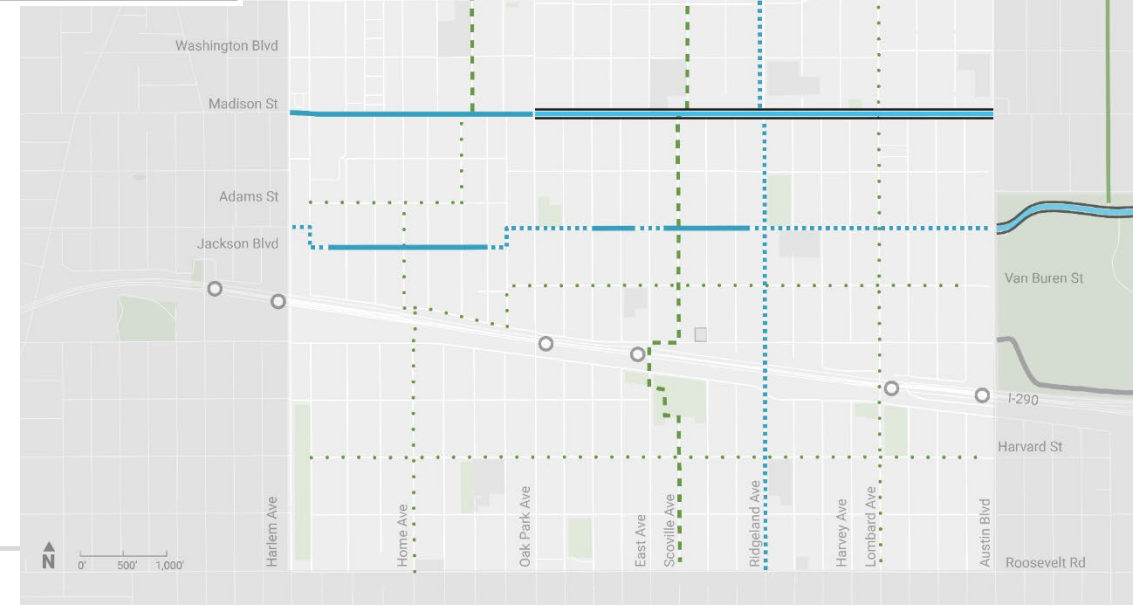 Washington Blvd
Madison St
Adams St
Jackson Blvd
Van Buren St
I-290
Harvard St
Harlem Ave
Home Ave
Oak Park Ave
East Ave
Scoville Ave
Ridgeland Ave
Harvey Ave
Lombard Ave
Austin Blvd
Roosevelt Rd
N
0' 500' 1,000'